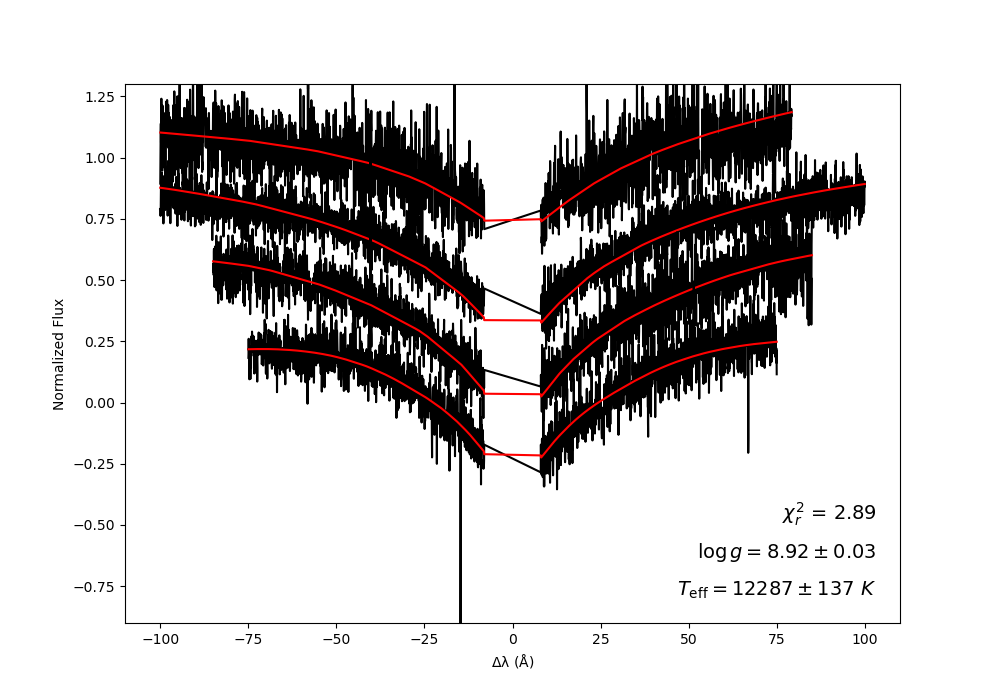 1.25
1.00
0.75
0.50
0.25
0.00
−0.25
−0.50
−0.75
Normalized Flux
χ²ᵣ = 2.89
log g = 8.92 ± 0.03
T_eff = 12287 ± 137 K
−100 −75 −50 −25 0 25 50 75 100
Δλ (Å)